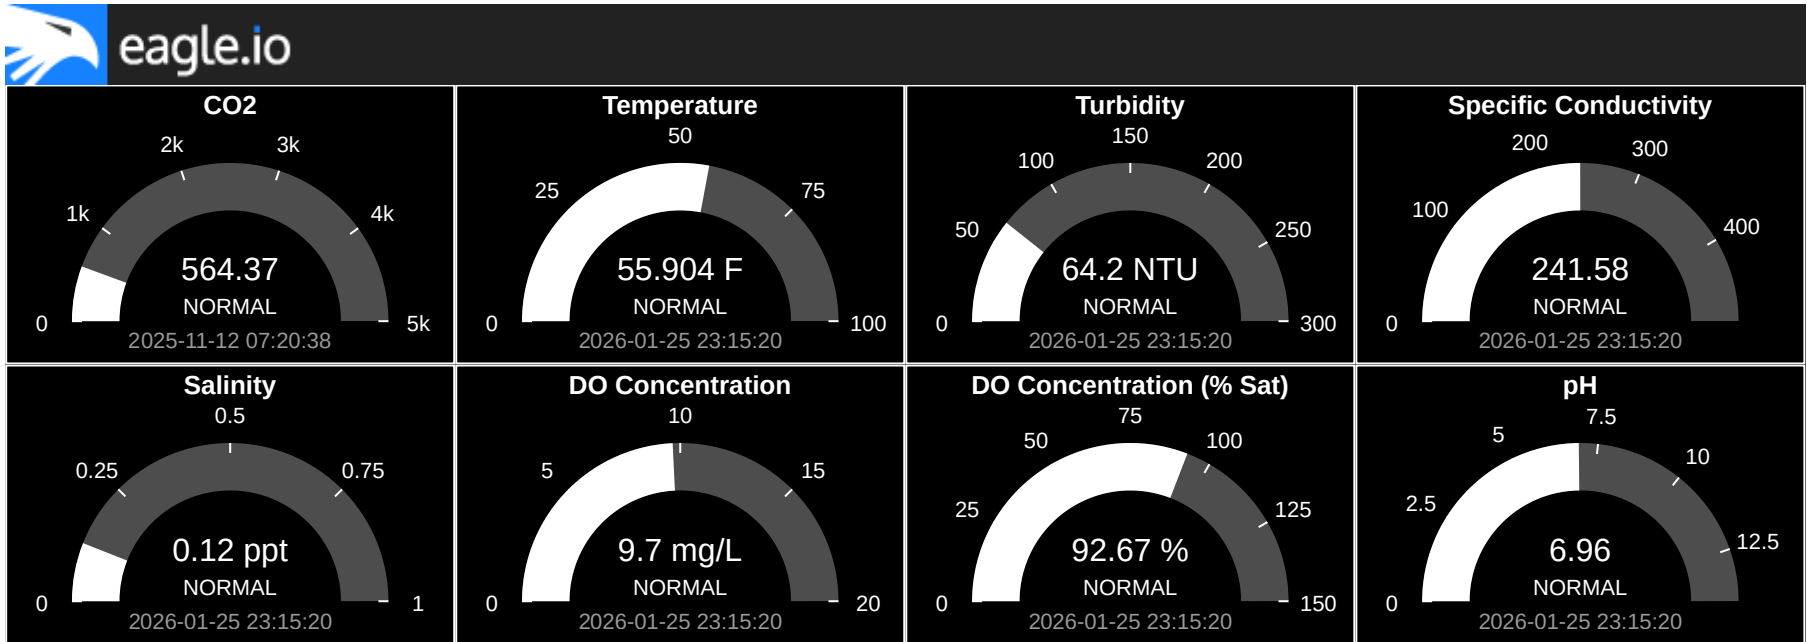 eagle.io
CO2
0
1k
2k
3k
4k
5k
564.37
NORMAL
2025-11-12 07:20:38
Temperature
0
25
50
75
100
55.904 F
NORMAL
2026-01-25 23:15:20
Turbidity
0
50
100
150
200
250
300
64.2 NTU
NORMAL
2026-01-25 23:15:20
Specific Conductivity
0
100
200
300
400
241.58
NORMAL
2026-01-25 23:15:20
Salinity
0
0.25
0.5
0.75
1
0.12 ppt
NORMAL
2026-01-25 23:15:20
DO Concentration
0
5
10
15
20
9.7 mg/L
NORMAL
2026-01-25 23:15:20
DO Concentration (% Sat)
0
25
50
75
100
125
150
92.67 %
NORMAL
2026-01-25 23:15:20
pH
0
2.5
5
7.5
10
12.5
6.96
NORMAL
2026-01-25 23:15:20